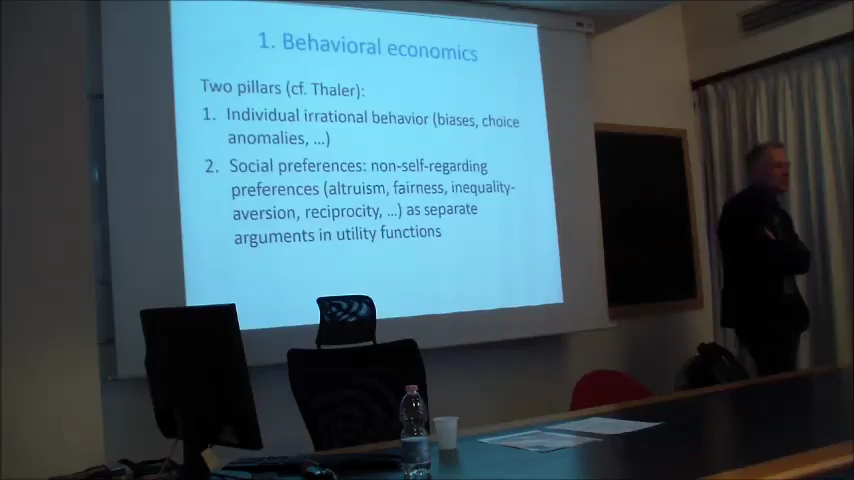 1. Behavioral economics
Two pillars (cf. Thaler):
1. Individual irrational behavior (biases, choice
anomalies, ...)
2. Social preferences: non-self-regarding
preferences (altruism, fairness, inequality-
aversion, reciprocity, ...) as separate
arguments in utility functions